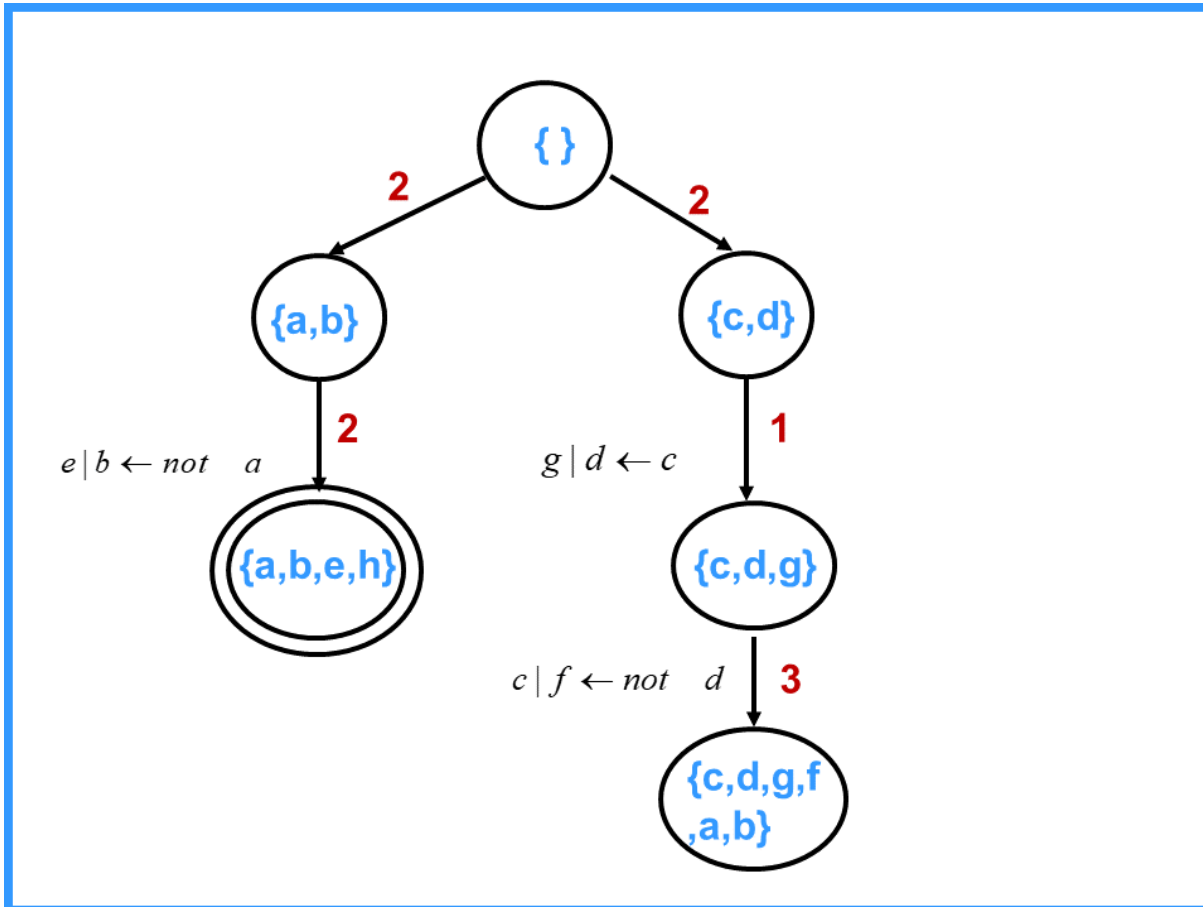 { }
2
2
{a,b}
{c,d}
2
1
e | b ← not a
g | d ← c
{a,b,e,h}
{c,d,g}
c | f ← not d
3
{c,d,g,f
,a,b}